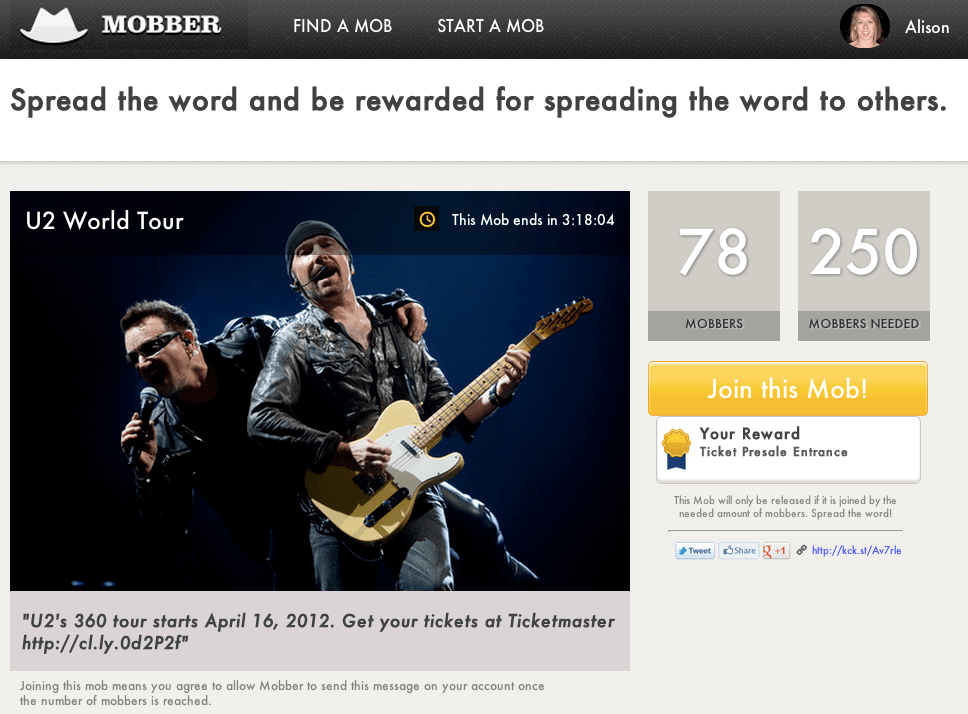 MOBBER
FIND A MOB
START A MOB
Alison
Spread the word and be rewarded for spreading the word to others.
U2 World Tour
This Mob ends in 3:18:04
78
MOBBERS
250
MOBBERS NEEDED
Join this Mob!
Your Reward
Ticket Presale Entrance
This Mob will only be released if it is joined by the
needed amount of mobbers. Spread the word!
Tweet
Share
g +1
http://kck.st/Av7rle
"U2's 360 tour starts April 16, 2012. Get your tickets at Ticketmaster
http://cl.ly.0d2P2f"
Joining this mob means you agree to allow Mobber to send this message on your account once
the number of mobbers is reached.